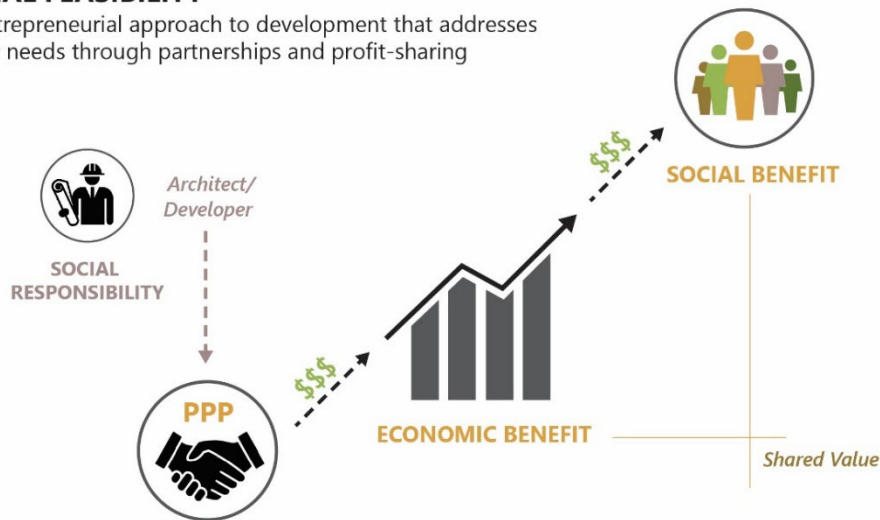 FEASIBILITY
trepreneurial approach to development that addresses
needs through partnerships and profit-sharing
$$$
SOCIAL BENEFIT
Architect/
Developer
SOCIAL
RESPONSIBILITY
$$$
PPP
ECONOMIC BENEFIT
Shared Value